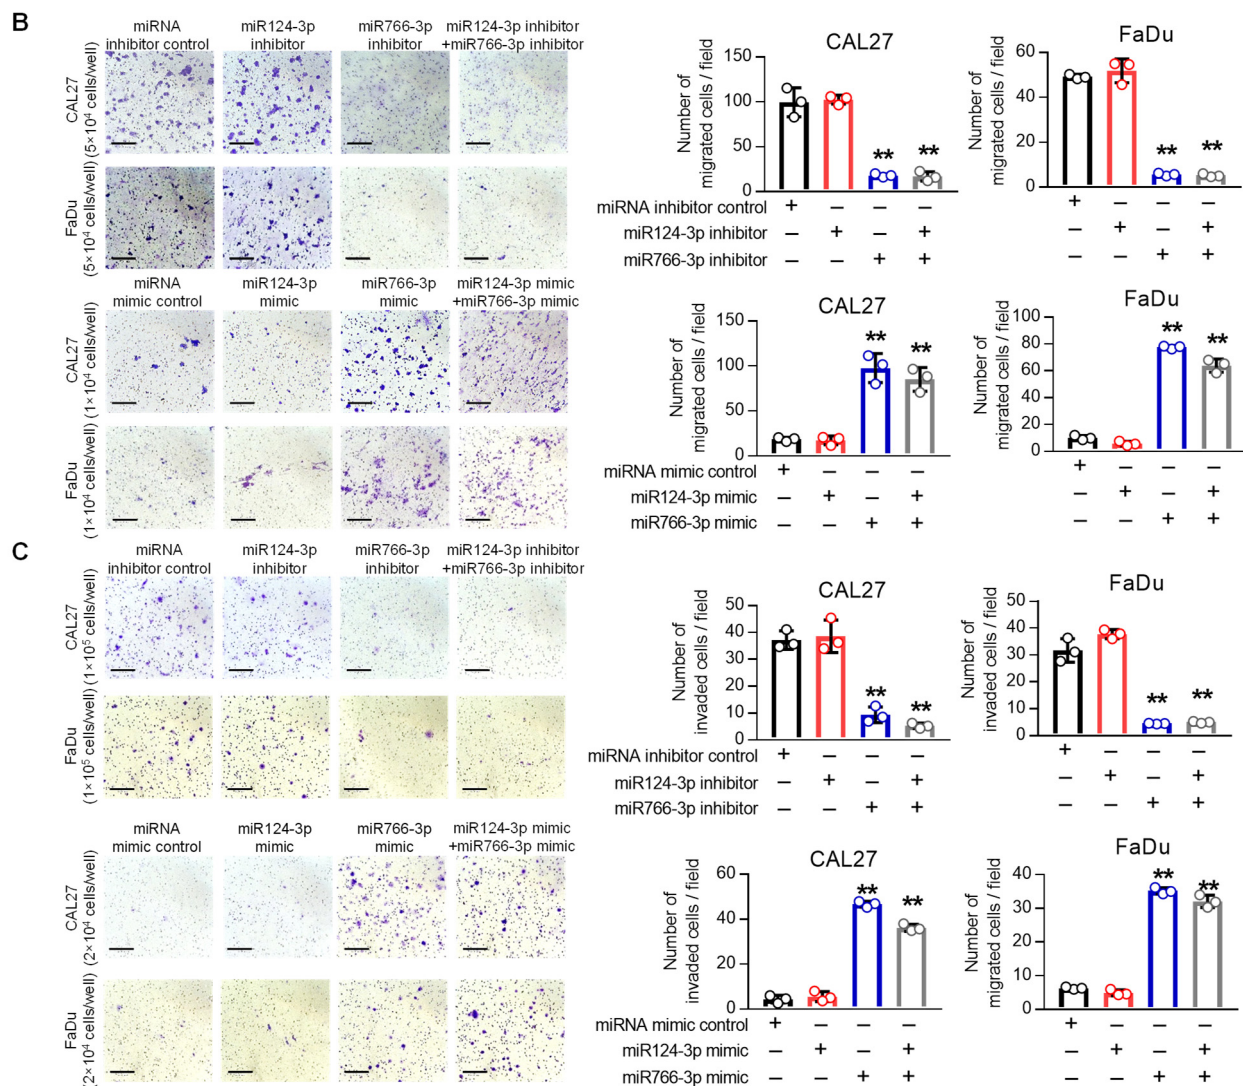 B
miRNA inhibitor control
miR124-3p inhibitor
miR766-3p inhibitor
miR124-3p inhibitor +miR766-3p inhibitor
CAL27 (5×10⁴ cells/well)
FaDu (5×10⁴ cells/well)
miRNA mimic control
miR124-3p mimic
miR766-3p mimic
miR124-3p mimic +miR766-3p mimic
CAL27 (1×10⁴ cells/well)
FaDu (1×10⁴ cells/well)
CAL27
Number of migrated cells / field
150
100
50
0
** **
miRNA inhibitor control + – – –
miR124-3p inhibitor – + – +
miR766-3p inhibitor – – + +
FaDu
Number of migrated cells / field
60
40
20
0
** **
+ – – –
– + – +
– – + +
CAL27
Number of migrated cells / field
150
100
50
0
** **
miRNA mimic control + – – –
miR124-3p mimic – + – +
miR766-3p mimic – – + +
FaDu
Number of migrated cells / field
100
80
60
40
20
0
** **
+ – – –
– + – +
– – + +
C
miRNA inhibitor control
miR124-3p inhibitor
miR766-3p inhibitor
miR124-3p inhibitor +miR766-3p inhibitor
CAL27 (1×10⁵ cells/well)
FaDu (1×10⁵ cells/well)
miRNA mimic control
miR124-3p mimic
miR766-3p mimic
miR124-3p mimic +miR766-3p mimic
CAL27 (2×10⁴ cells/well)
FaDu (2×10⁴ cells/well)
CAL27
Number of invaded cells / field
50
40
30
20
10
0
** **
miRNA inhibitor control + – – –
miR124-3p inhibitor – + – +
miR766-3p inhibitor – – + +
FaDu
Number of invaded cells / field
50
40
30
20
10
0
** **
+ – – –
– + – +
– – + +
CAL27
Number of invaded cells / field
60
40
20
0
** **
miRNA mimic control + – – –
miR124-3p mimic – + – +
miR766-3p mimic – – + +
FaDu
Number of migrated cells / field
40
30
20
10
0
** **
+ – – –
– + – +
– – + +